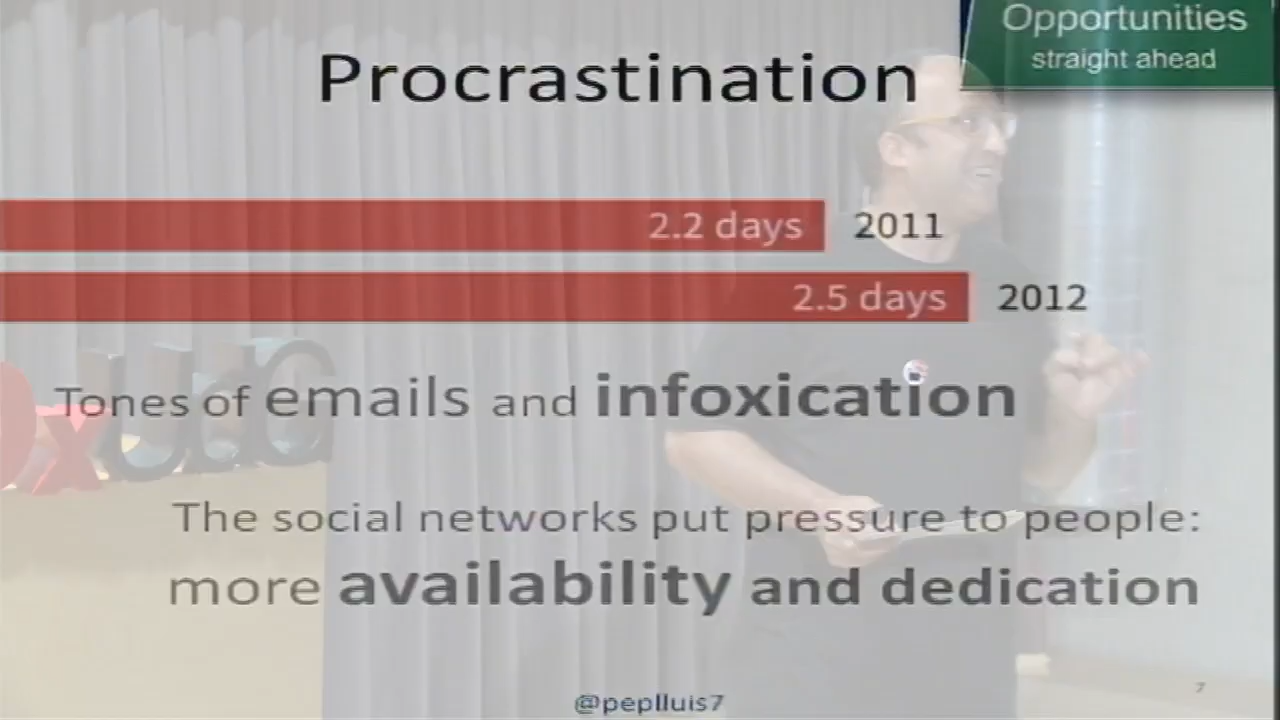 Opportunities
straight ahead
Procrastination
2.2 days 2011
2.5 days 2012
Tones of emails and infoxication
xUdG
The social networks put pressure to people:
more availability and dedication
@peplluis7
7